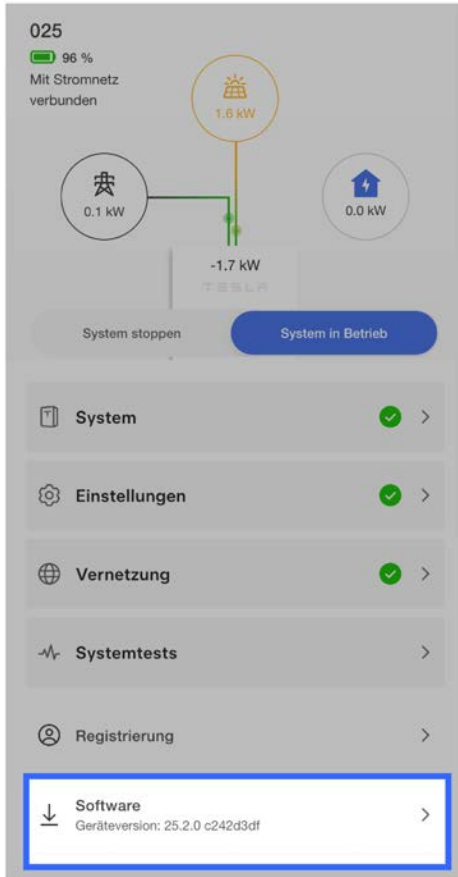 025
96 %
Mit Stromnetz
verbunden
1.6 kW
0.1 kW
0.0 kW
-1.7 kW
TESLA
System stoppen
System in Betrieb
System
Einstellungen
Vernetzung
Systemtests
Registrierung
Software
Geräteversion: 25.2.0 c242d3df